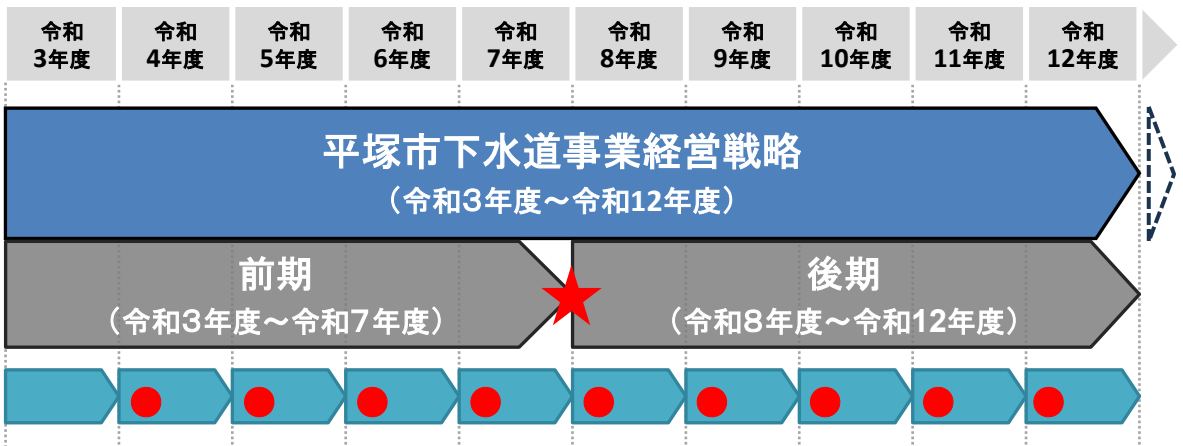 令和
3年度
令和
4年度
令和
5年度
令和
6年度
令和
7年度
令和
8年度
令和
9年度
令和
10年度
令和
11年度
令和
12年度
平塚市下水道事業経営戦略
（令和３年度～令和12年度）
前期
（令和３年度～令和７年度）
後期
（令和８年度～令和12年度）